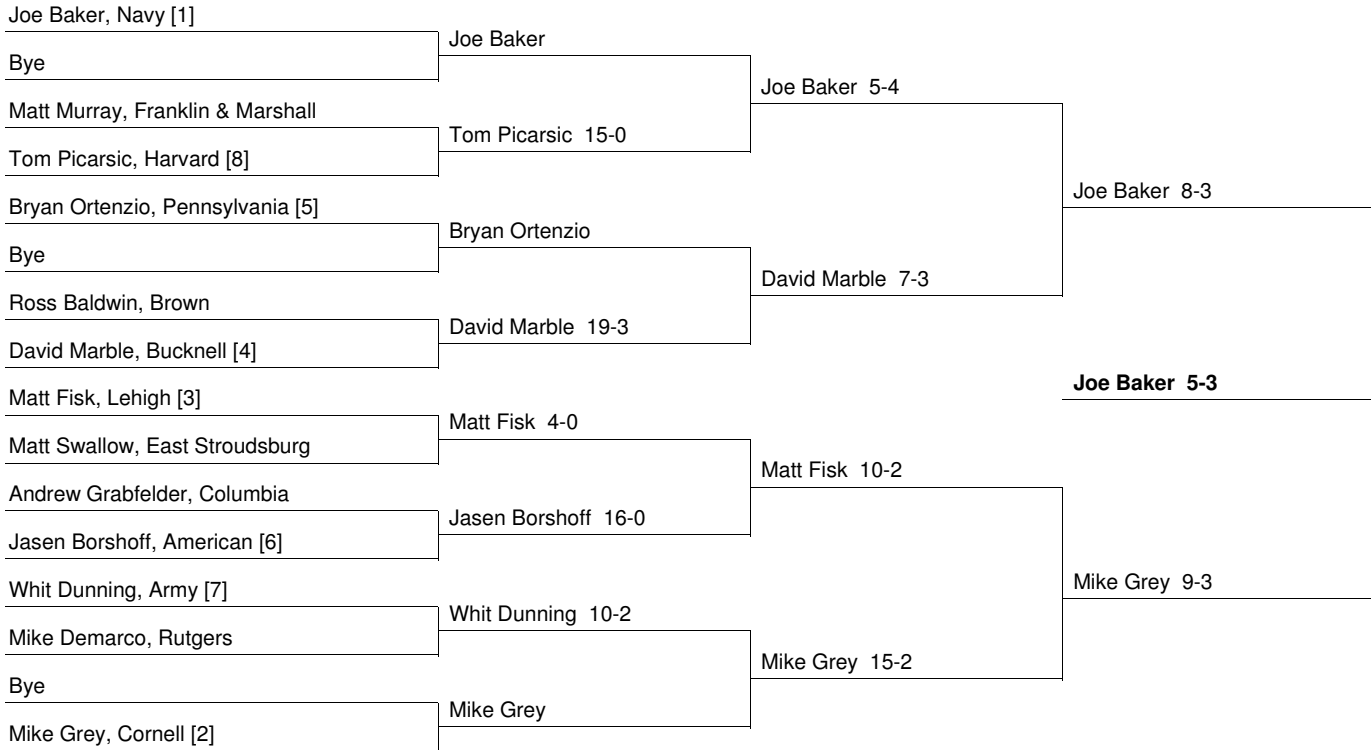 Joe Baker, Navy [1]
Bye
Matt Murray, Franklin & Marshall
Tom Picarsic, Harvard [8]
Bryan Ortenzio, Pennsylvania [5]
Bye
Ross Baldwin, Brown
David Marble, Bucknell [4]
Matt Fisk, Lehigh [3]
Matt Swallow, East Stroudsburg
Andrew Grabfelder, Columbia
Jasen Borshoff, American [6]
Whit Dunning, Army [7]
Mike Demarco, Rutgers
Bye
Mike Grey, Cornell [2]
Joe Baker
Tom Picarsic 15-0
Bryan Ortenzio
David Marble 19-3
Matt Fisk 4-0
Jasen Borshoff 16-0
Whit Dunning 10-2
Mike Grey
Joe Baker 5-4
David Marble 7-3
Matt Fisk 10-2
Mike Grey 15-2
Joe Baker 8-3
Mike Grey 9-3
Joe Baker 5-3